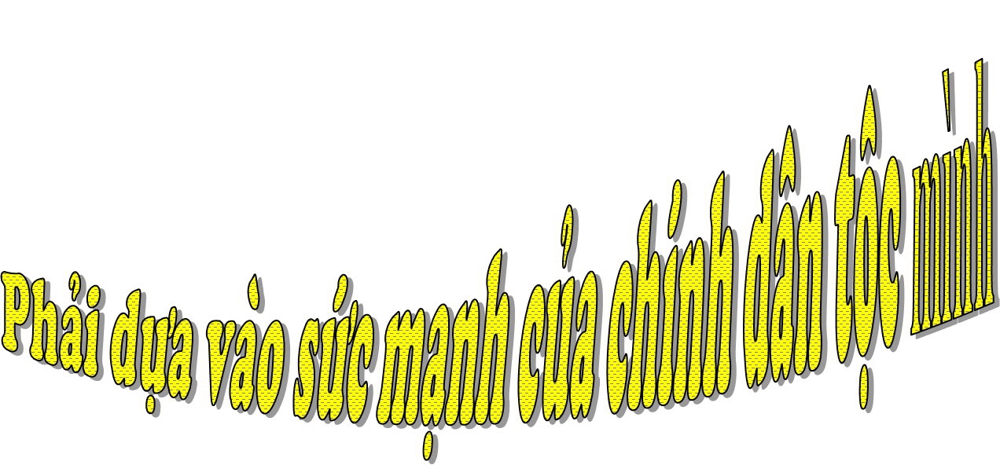 Phải dựa vào sức mạnh của chính dân tộc mình